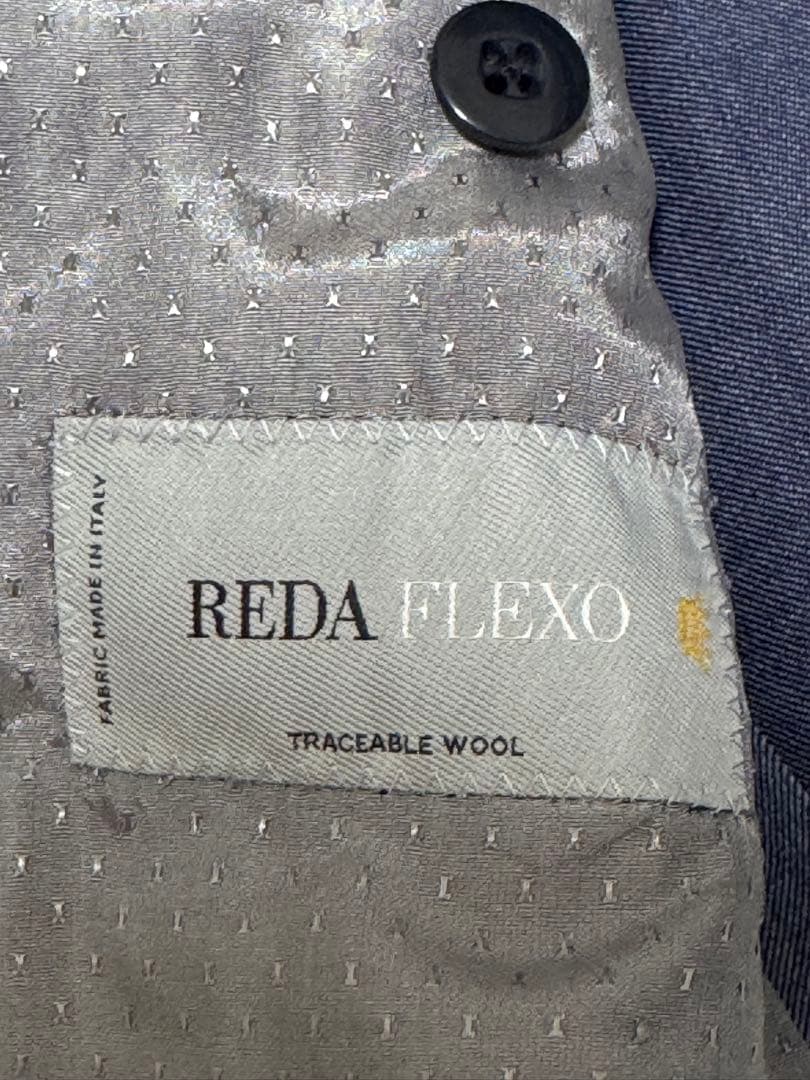 FABRIC MADE IN ITALY
REDA FLEXO
TRACEABLE WOOL